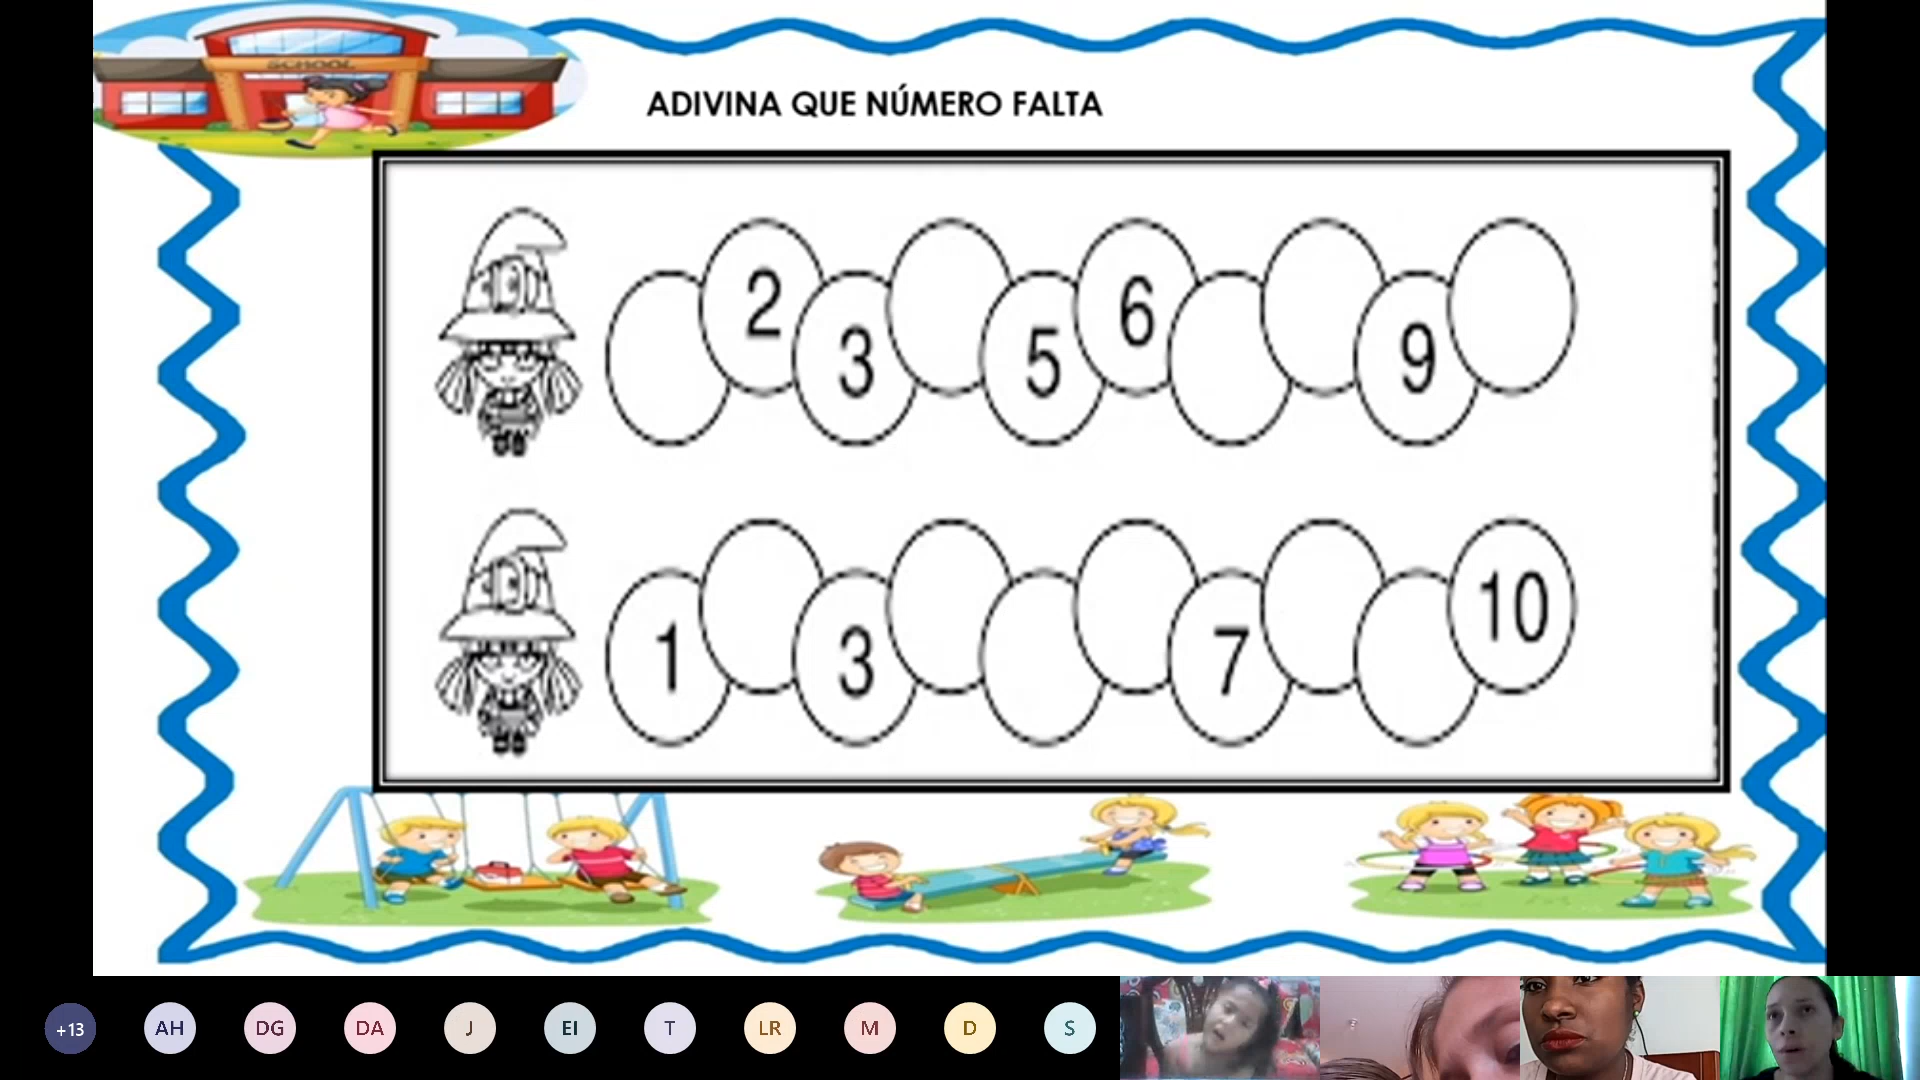 SCHOOL
ADIVINA QUE NÚMERO FALTA
2 3 5 6 9
1 3 7 10
+13 AH DG DA J EI T LR M D S